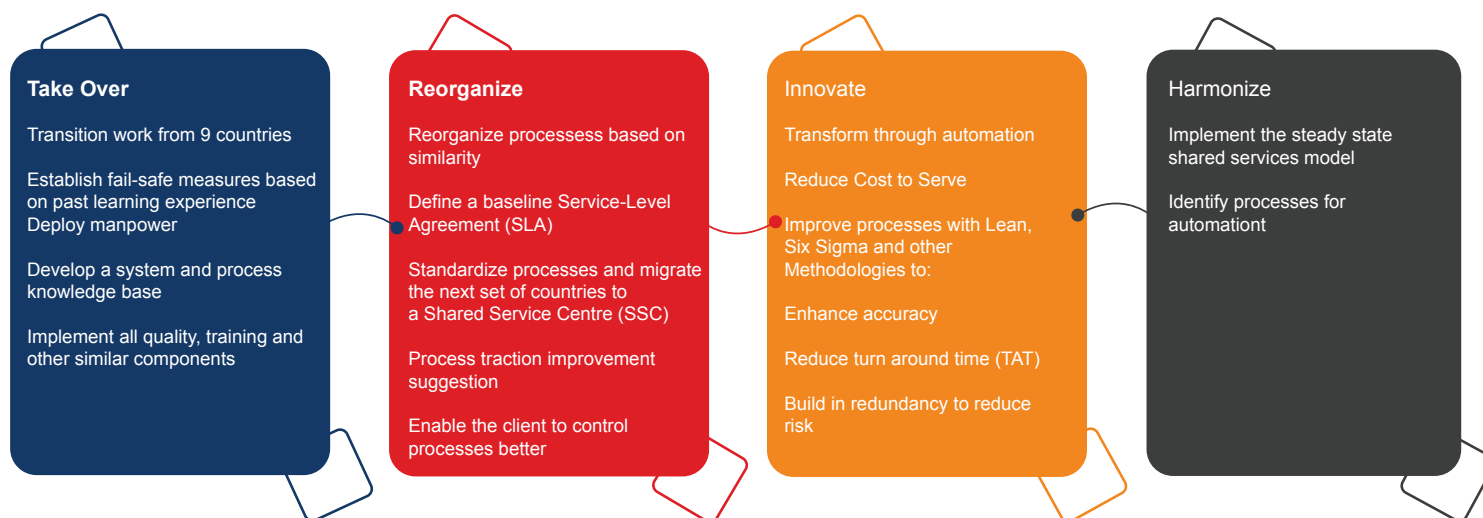 Take Over
Transition work from 9 countries
Establish fail-safe measures based
on past learning experience
Deploy manpower
Develop a system and process
knowledge base
Implement all quality, training and
other similar components
Reorganize
Reorganize processess based on
similarity
Define a baseline Service-Level
Agreement (SLA)
Standardize processes and migrate
the next set of countries to
a Shared Service Centre (SSC)
Process traction improvement
suggestion
Enable the client to control
processes better
Innovate
Transform through automation
Reduce Cost to Serve
Improve processes with Lean,
Six Sigma and other
Methodologies to:
Enhance accuracy
Reduce turn around time (TAT)
Build in redundancy to reduce
risk
Harmonize
Implement the steady state
shared services model
Identify processes for
automationt